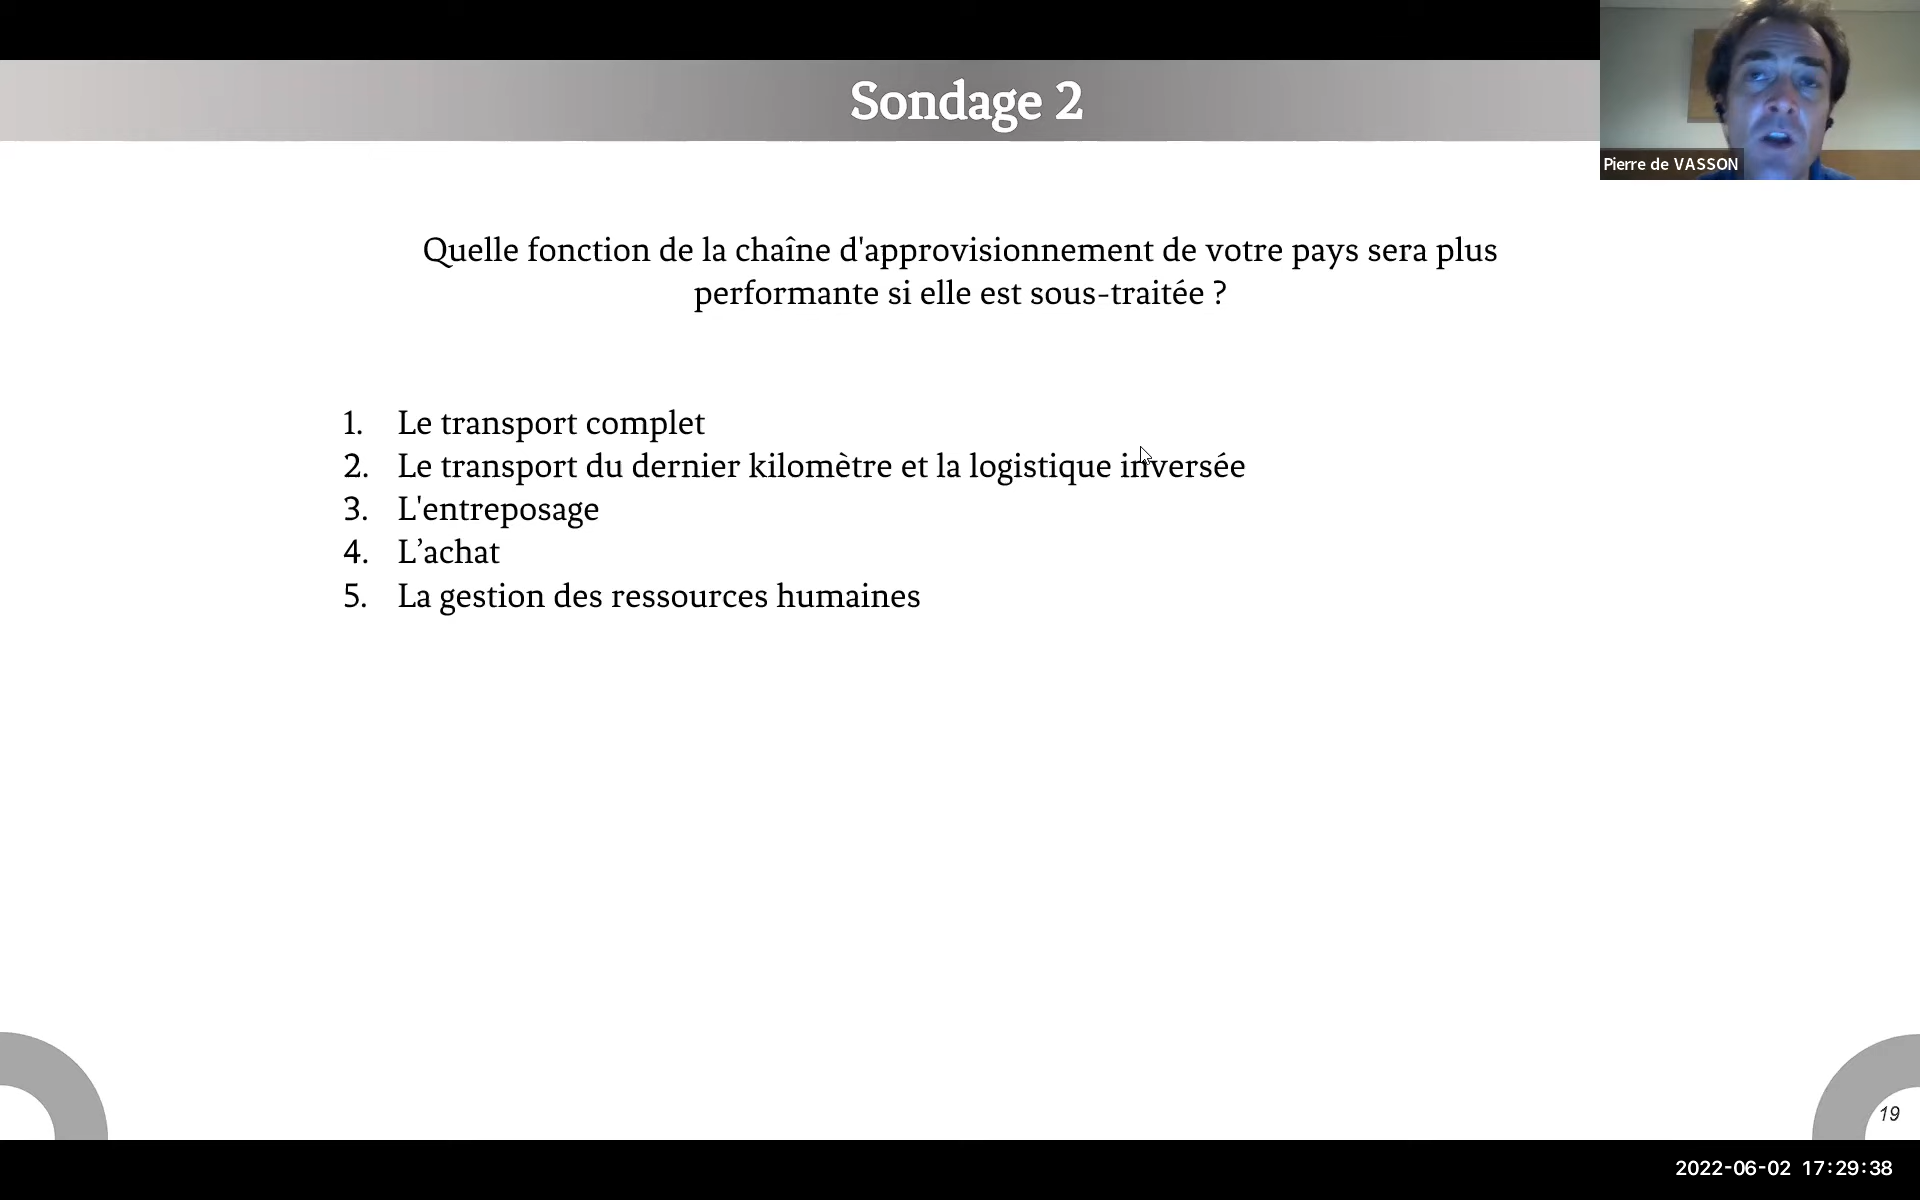 Sondage 2
Pierre de VASSON
Quelle fonction de la chaîne d'approvisionnement de votre pays sera plus
performante si elle est sous-traitée ?
1. Le transport complet
2. Le transport du dernier kilomètre et la logistique inversée
3. L'entreposage
4. L’achat
5. La gestion des ressources humaines
19
2022-06-02 17:29:38